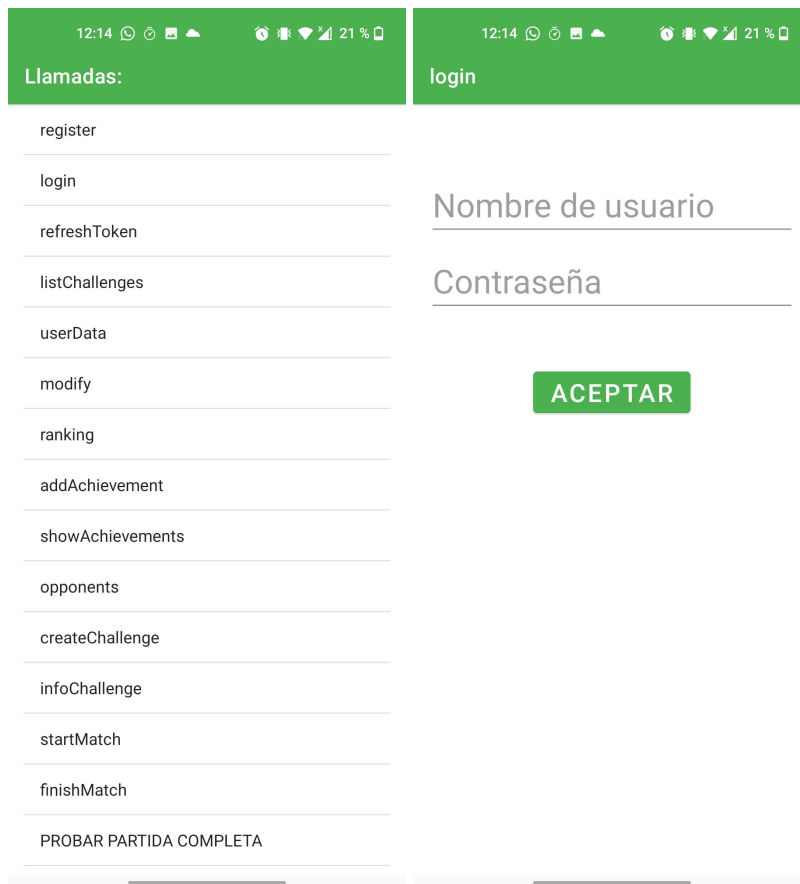 12:14 21 %
Llamadas:
register
login
refreshToken
listChallenges
userData
modify
ranking
addAchievement
showAchievements
opponents
createChallenge
infoChallenge
startMatch
finishMatch
PROBAR PARTIDA COMPLETA
12:14 21 %
login
Nombre de usuario
Contraseña
ACEPTAR